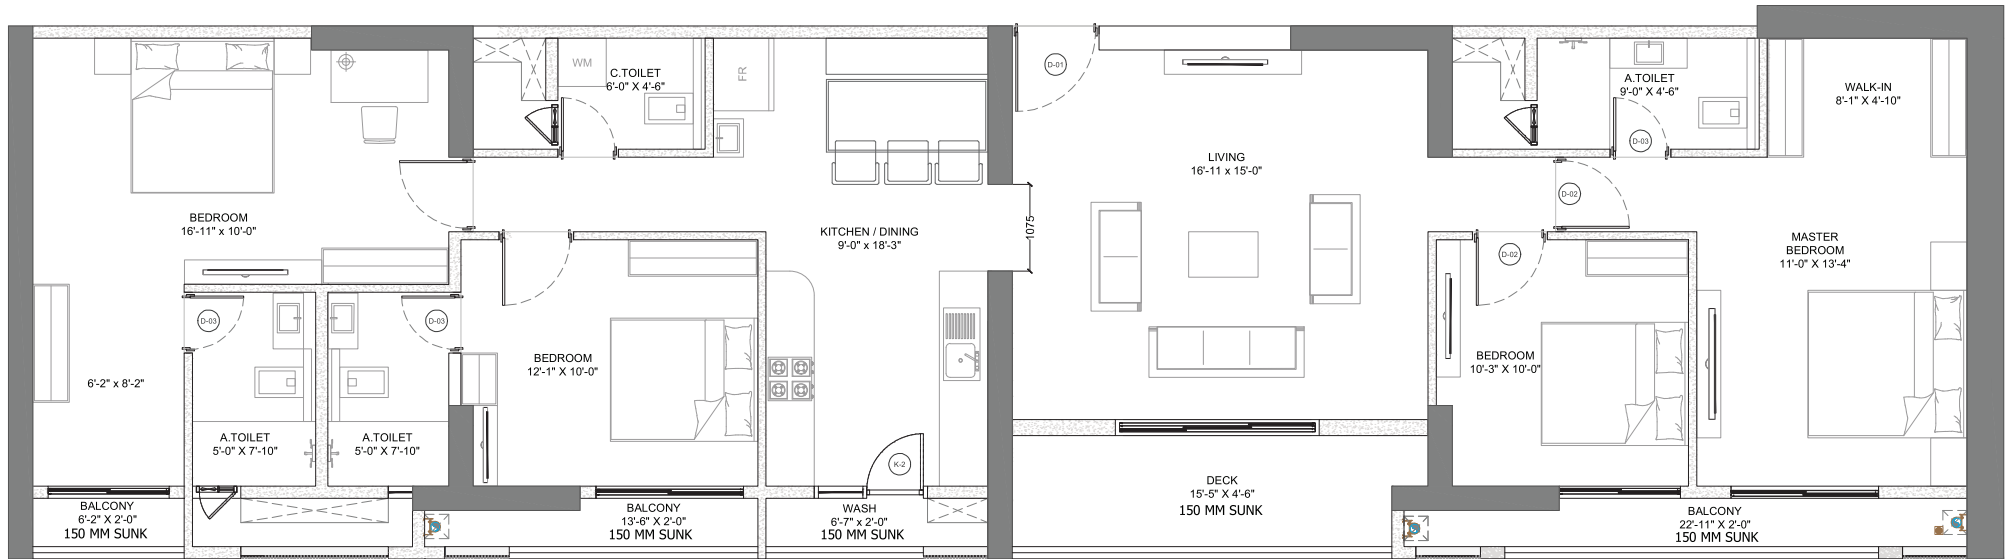 BEDROOM
16'-11" x 10'-0"
6'-2" x 8'-2"
BALCONY
6'-2" X 2'-0"
150 MM SUNK
D-03
A.TOILET
5'-0" X 7'-10"
D-03
A.TOILET
5'-0" X 7'-10"
WM
C.TOILET
6'-0" X 4'-6"
FR
BEDROOM
12'-1" X 10'-0"
BALCONY
13'-6" X 2'-0"
150 MM SUNK
KITCHEN / DINING
9'-0" x 18'-3"
K-2
WASH
6'-7" x 2'-0"
150 MM SUNK
1075
D-01
LIVING
16'-11 x 15'-0"
DECK
15'-5" X 4'-6"
150 MM SUNK
A.TOILET
9'-0" X 4'-6"
D-03
D-02
D-02
BEDROOM
10'-3" X 10'-0"
WALK-IN
8'-1" X 4'-10"
MASTER
BEDROOM
11'-0" X 13'-4"
BALCONY
22'-11" X 2'-0"
150 MM SUNK